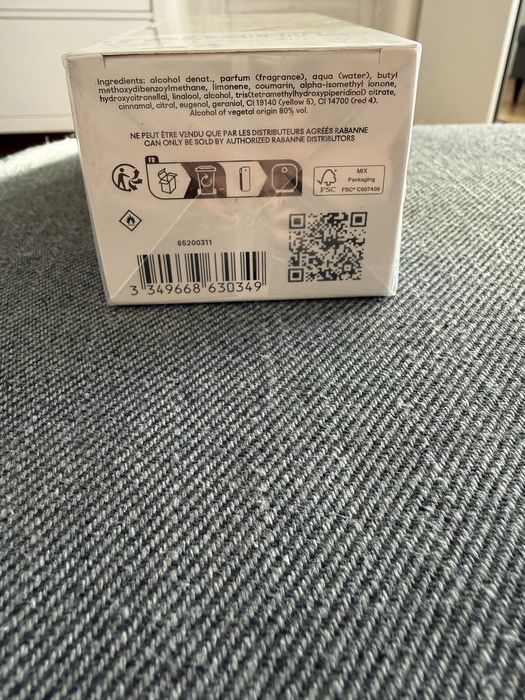 Ingredients: alcohol denat., parfum (fragrance), aqua (water), butyl
methoxydibenzoylmethane, limonene, coumarin, alpha-isomethyl ionone,
hydroxycitronellal, linalool, alcohol, tris(tetramethylhydroxypiperidinol) citrate,
cinnamal, citral, eugenol, geraniol, CI 19140 (yellow 5), CI 14700 (red 4).
Alcohol of vegetal origin 80% vol.
NE PEUT ÊTRE VENDU QUE PAR LES DISTRIBUTEURS AGRÉÉS RABANNE
CAN ONLY BE SOLD BY AUTHORIZED RABANNE DISTRIBUTORS
FR
FSC
MIX
Packaging
FSC® C007409
65200311
3 349668 630349